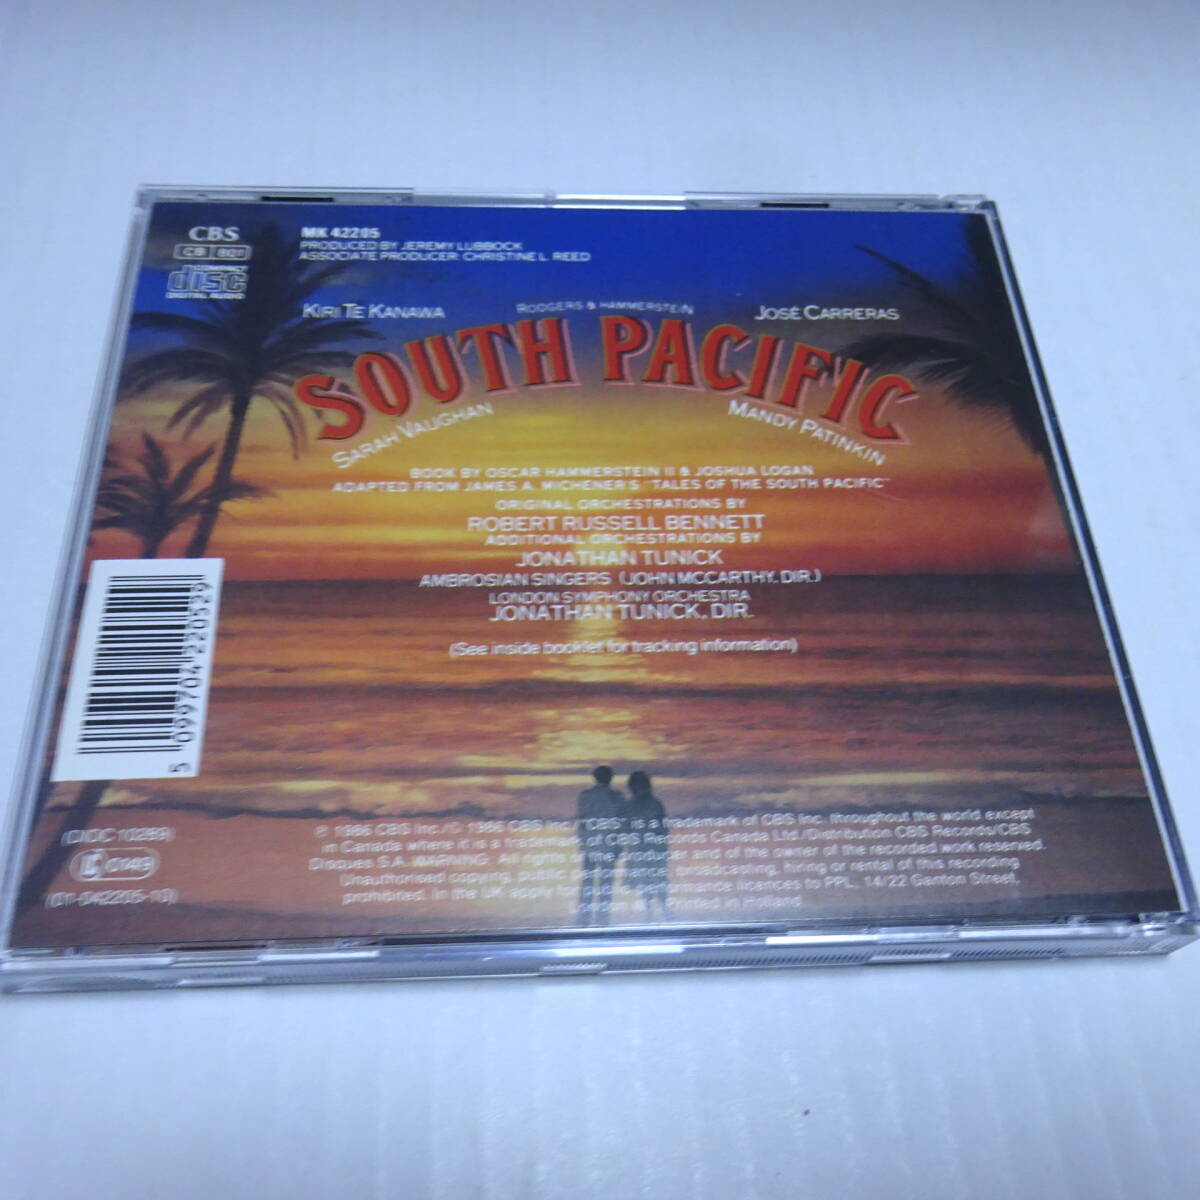 CBS
CB 801
COMPACT
disc
DIGITAL AUDIO
MK 42205
PRODUCED BY JEREMY LUBBOCK
ASSOCIATE PRODUCER: CHRISTINE L. REED
KIRI TE KANAWA
RODGERS & HAMMERSTEIN
JOSÉ CARRERAS
SOUTH PACIFIC
SARAH VAUGHAN
MANDY PATINKIN
BOOK BY OSCAR HAMMERSTEIN II & JOSHUA LOGAN
ADAPTED FROM JAMES A. MICHENER'S "TALES OF THE SOUTH PACIFIC"
ORIGINAL ORCHESTRATIONS BY
ROBERT RUSSELL BENNETT
ADDITIONAL ORCHESTRATIONS BY
JONATHAN TUNICK
AMBROSIAN SINGERS (JOHN MCCARTHY, DIR.)
LONDON SYMPHONY ORCHESTRA
JONATHAN TUNICK, DIR.
(See inside booklet for tracking information)
5 099704 220529
(DIDC 10289)
LC 0149
(01-042205-10)
℗ 1986 CBS Inc./© 1986 CBS Inc./"CBS" is a trademark of CBS Inc. throughout the world except
in Canada where it is a trademark of CBS Records Canada Ltd./Distribution CBS Records/CBS
Disques S.A. WARNING: All rights of the producer and of the owner of the recorded work reserved.
Unauthorised copying, public performance, broadcasting, hiring or rental of this recording
prohibited. In the UK apply for public performance licences to PPL, 14/22 Ganton Street,
London Printed in Holland